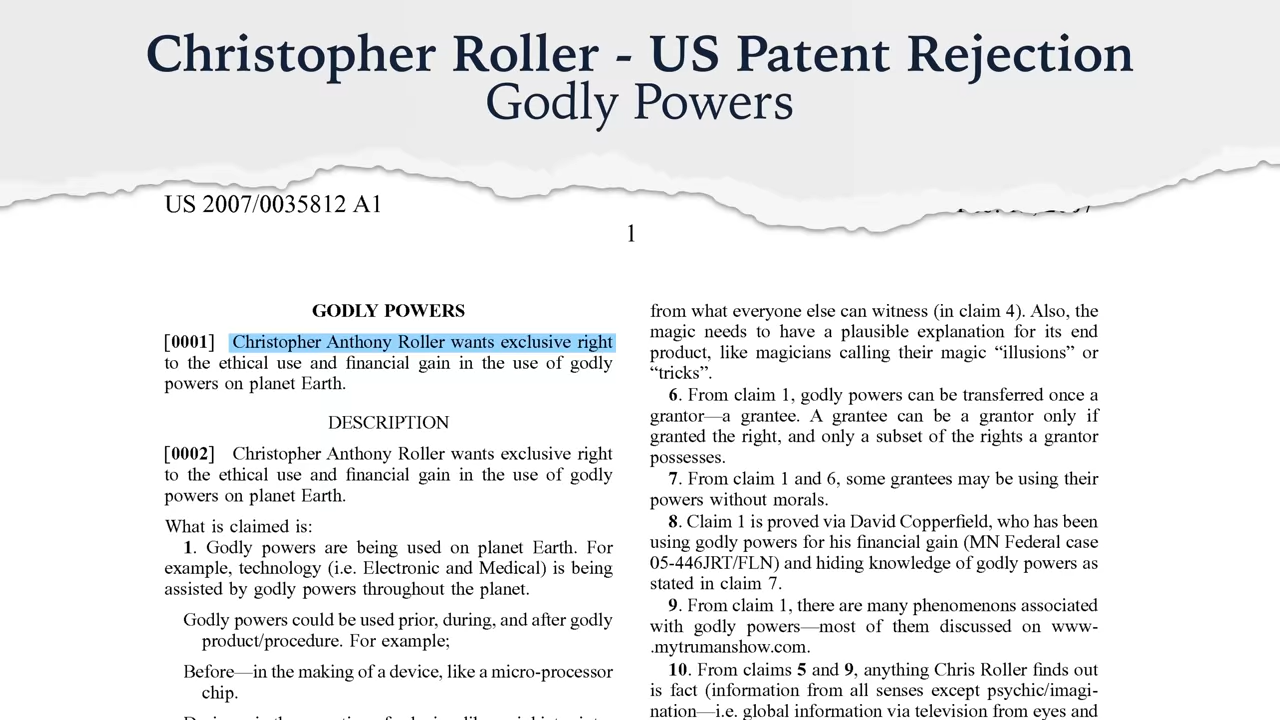 Christopher Roller - US Patent Rejection
Godly Powers
US 2007/0035812 A1
1
GODLY POWERS
[0001] Christopher Anthony Roller wants exclusive right
to the ethical use and financial gain in the use of godly
powers on planet Earth.
DESCRIPTION
[0002] Christopher Anthony Roller wants exclusive right
to the ethical use and financial gain in the use of godly
powers on planet Earth.
What is claimed is:
1. Godly powers are being used on planet Earth. For
example, technology (i.e. Electronic and Medical) is being
assisted by godly powers throughout the planet.
Godly powers could be used prior, during, and after godly
product/procedure. For example;
Before—in the making of a device, like a micro-processor
chip.
from what everyone else can witness (in claim 4). Also, the
magic needs to have a plausible explanation for its end
product, like magicians calling their magic “illusions” or
“tricks”.
6. From claim 1, godly powers can be transferred once a
grantor—a grantee. A grantee can be a grantor only if
granted the right, and only a subset of the rights a grantor
possesses.
7. From claim 1 and 6, some grantees may be using their
powers without morals.
8. Claim 1 is proved via David Copperfield, who has been
using godly powers for his financial gain (MN Federal case
05-446JRT/FLN) and hiding knowledge of godly powers as
stated in claim 7.
9. From claim 1, there are many phenomenons associated
with godly powers—most of them discussed on www-
.mytrumanshow.com.
10. From claims 5 and 9, anything Chris Roller finds out
is fact (information from all senses except psychic/imagi-
nation—i.e. global information via television from eyes and